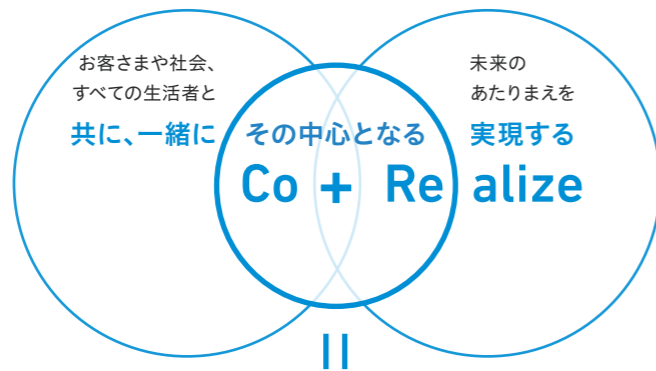 お客さまや社会、
すべての生活者と
共に、一緒に
その中心となる
未来の
あたりまえを
実現する
Co + Re alize
=